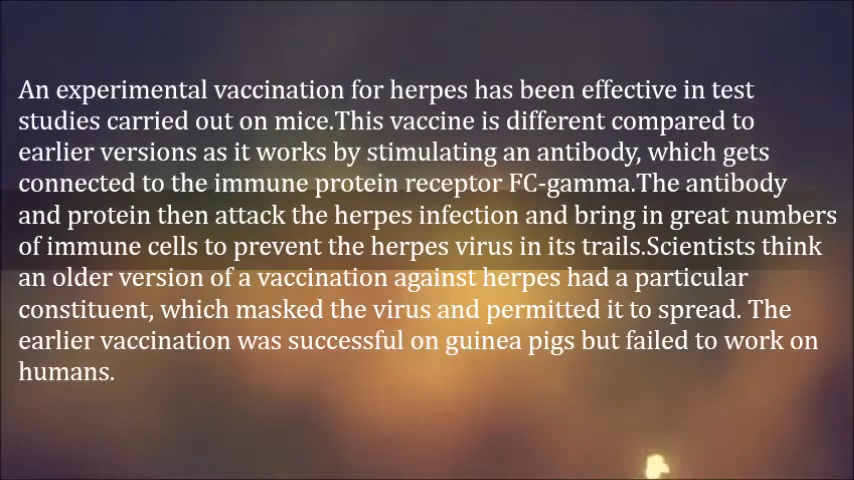 An experimental vaccination for herpes has been effective in test
studies carried out on mice.This vaccine is different compared to
earlier versions as it works by stimulating an antibody, which gets
connected to the immune protein receptor FC-gamma.The antibody
and protein then attack the herpes infection and bring in great numbers
of immune cells to prevent the herpes virus in its trails.Scientists think
an older version of a vaccination against herpes had a particular
constituent, which masked the virus and permitted it to spread. The
earlier vaccination was successful on guinea pigs but failed to work on
humans.